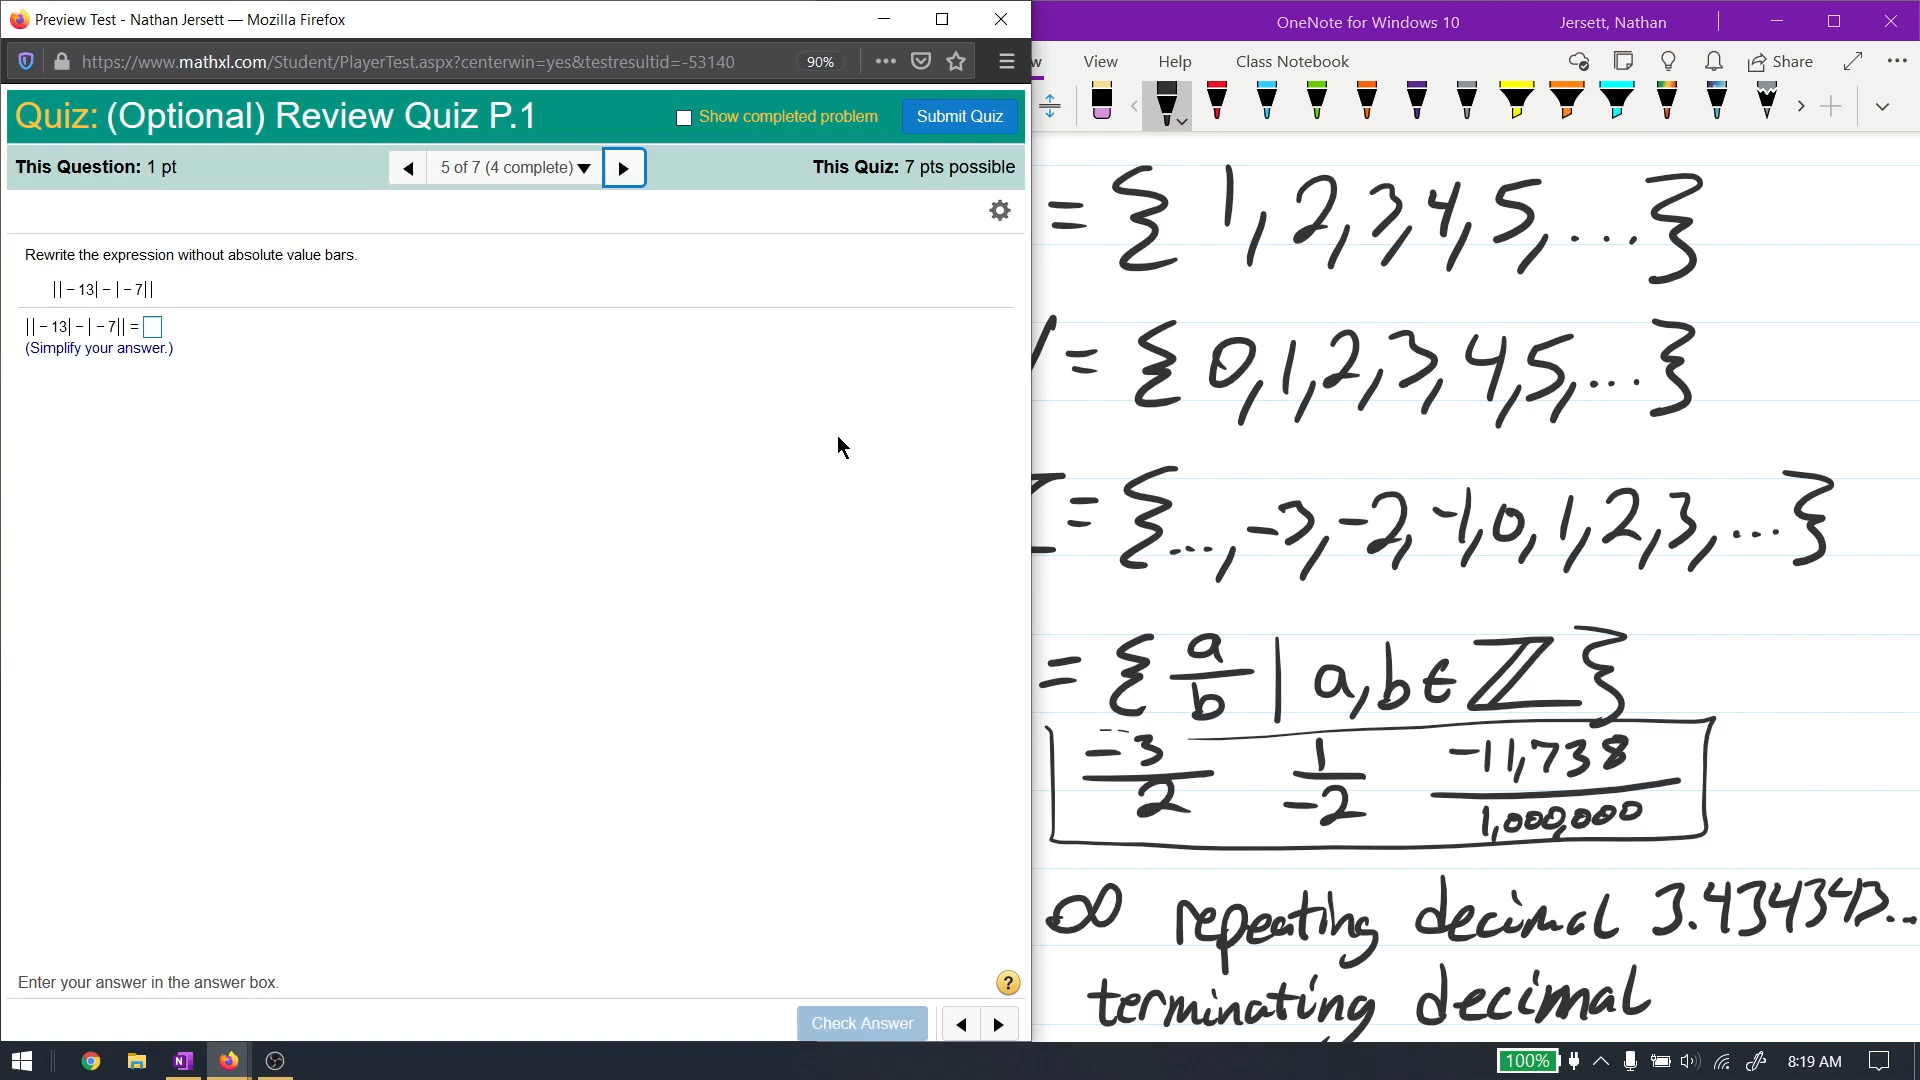 Preview Test - Nathan Jersett — Mozilla Firefox
https://www.mathxl.com/Student/PlayerTest.aspx?centerwin=yes&testresultid=-53140
90%
Quiz: (Optional) Review Quiz P.1
Show completed problem
Submit Quiz
This Question: 1 pt
5 of 7 (4 complete)
This Quiz: 7 pts possible
Rewrite the expression without absolute value bars.
||−13|−|−7||
||−13|−|−7|| =
(Simplify your answer.)
Enter your answer in the answer box.
?
Check Answer
OneNote for Windows 10
Jersett, Nathan
View
Help
Class Notebook
Share
= { 1, 2, 3, 4, 5, ... }
= { 0, 1, 2, 3, 4, 5, ... }
= { ..., -3, -2, -1, 0, 1, 2, 3, ... }
= { a/b | a, b ∈ ℤ }
-3/2 1/-2 -11,738/1,000,000
∞ repeating decimal 3.434343...
terminating decimal
100%
8:19 AM